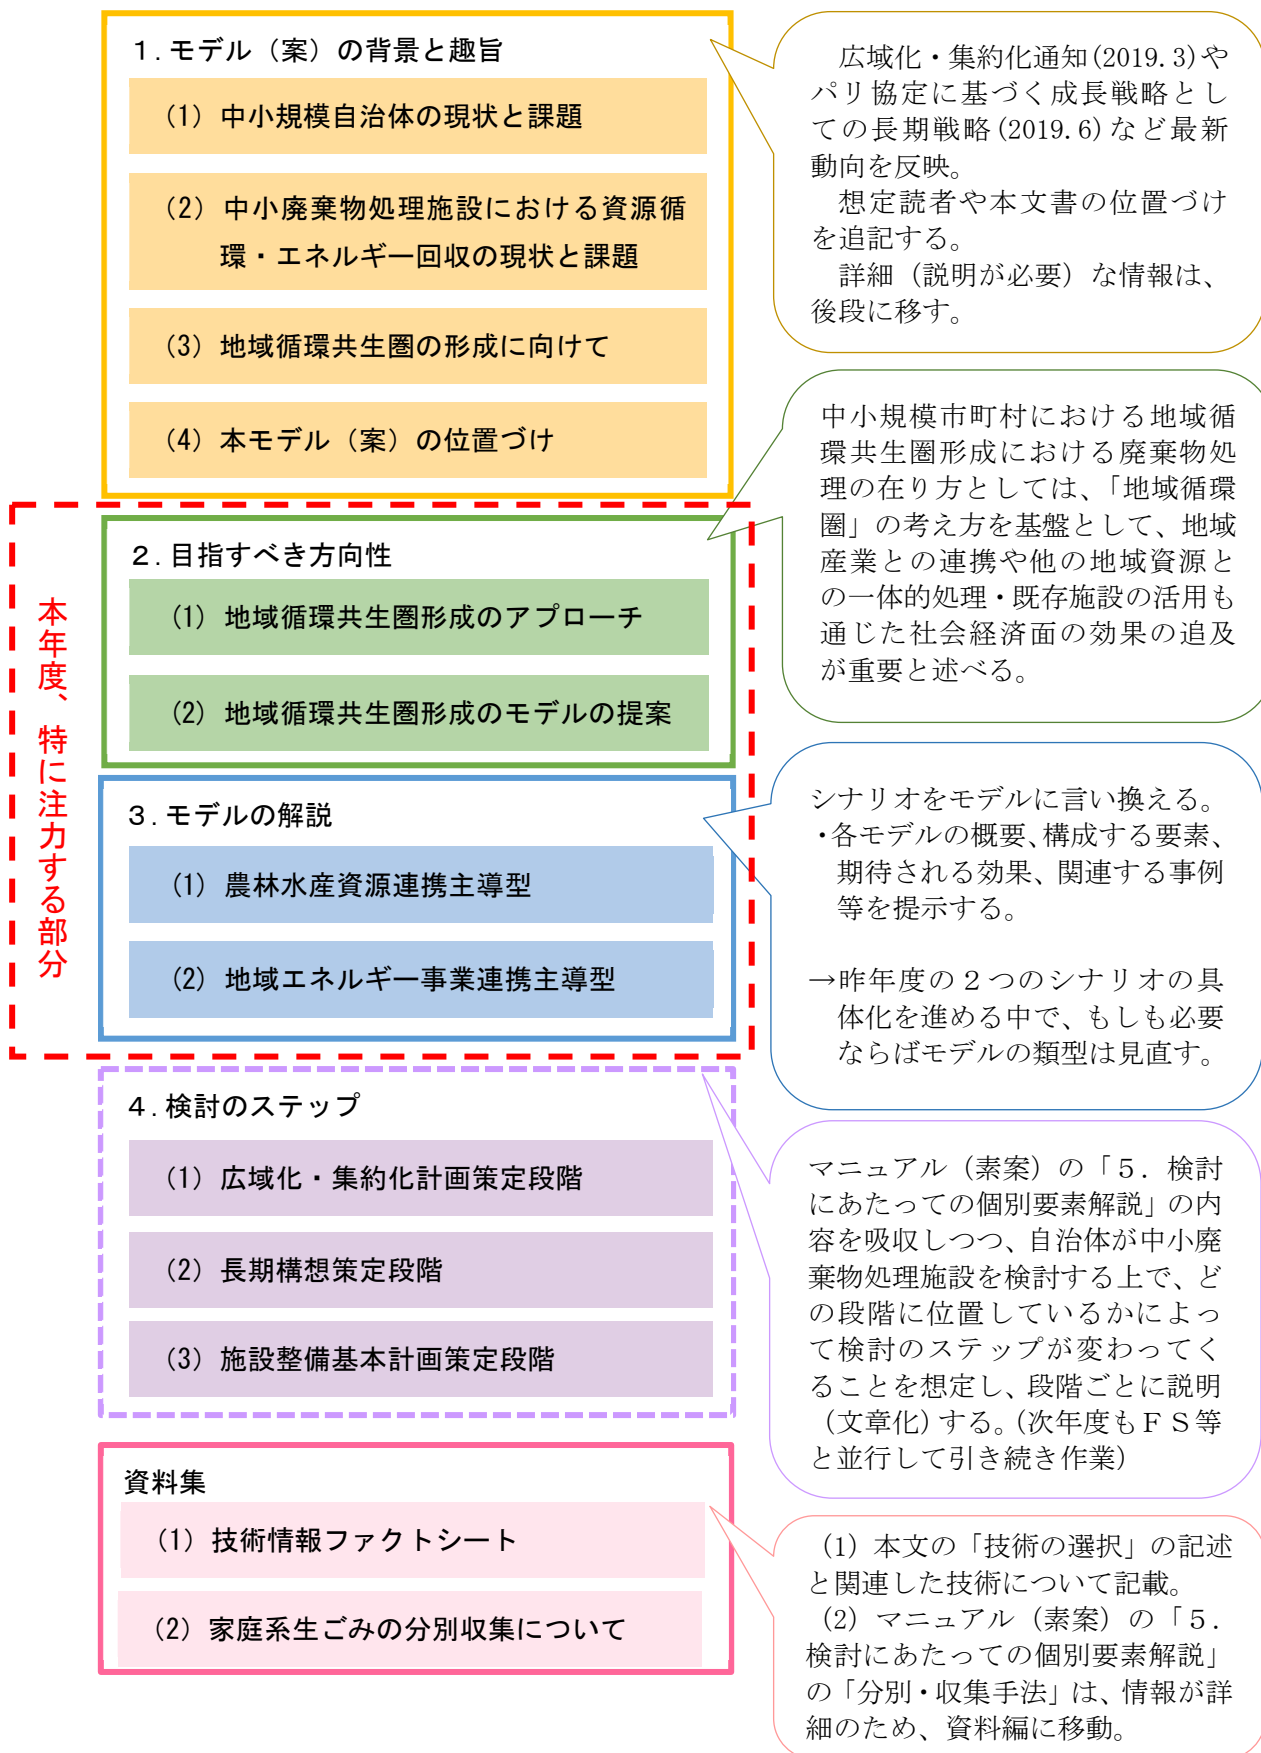 １.モデル（案）の背景と趣旨
（1）中小規模自治体の現状と課題
（2）中小廃棄物処理施設における資源循
環・エネルギー回収の現状と課題
（3）地域循環共生圏の形成に向けて
（4）本モデル（案）の位置づけ
広域化・集約化通知(2019.3)や
パリ協定に基づく成長戦略とし
ての長期戦略(2019.6)など最新
動向を反映。
想定読者や本文書の位置づけ
を追記する。
詳細（説明が必要）な情報は、
後段に移す。
本年度、特に注力する部分
２.目指すべき方向性
（1）地域循環共生圏形成のアプローチ
（2）地域循環共生圏形成のモデルの提案
中小規模市町村における地域循
環共生圏形成における廃棄物処
理の在り方としては、「地域循環
圏」の考え方を基盤として、地域
産業との連携や他の地域資源と
の一体的処理・既存施設の活用も
通じた社会経済面の効果の追及
が重要と述べる。
３.モデルの解説
（1）農林水産資源連携主導型
（2）地域エネルギー事業連携主導型
シナリオをモデルに言い換える。
・各モデルの概要、構成する要素、
期待される効果、関連する事例
等を提示する。
→昨年度の２つのシナリオの具
体化を進める中で、もしも必要
ならばモデルの類型は見直す。
４.検討のステップ
（1）広域化・集約化計画策定段階
（2）長期構想策定段階
（3）施設整備基本計画策定段階
マニュアル（素案）の「５．検討
にあたっての個別要素解説」の内
容を吸収しつつ、自治体が中小廃
棄物処理施設を検討する上で、ど
の段階に位置しているかによっ
て検討のステップが変わってく
ることを想定し、段階ごとに説明
（文章化）する。（次年度もＦＳ等
と並行して引き続き作業）
資料集
（1）技術情報ファクトシート
（2）家庭系生ごみの分別収集について
（1）本文の「技術の選択」の記述
と関連した技術について記載。
（2）マニュアル（素案）の「５．
検討にあたっての個別要素解説」
の「分別・収集手法」は、情報が詳
細のため、資料編に移動。